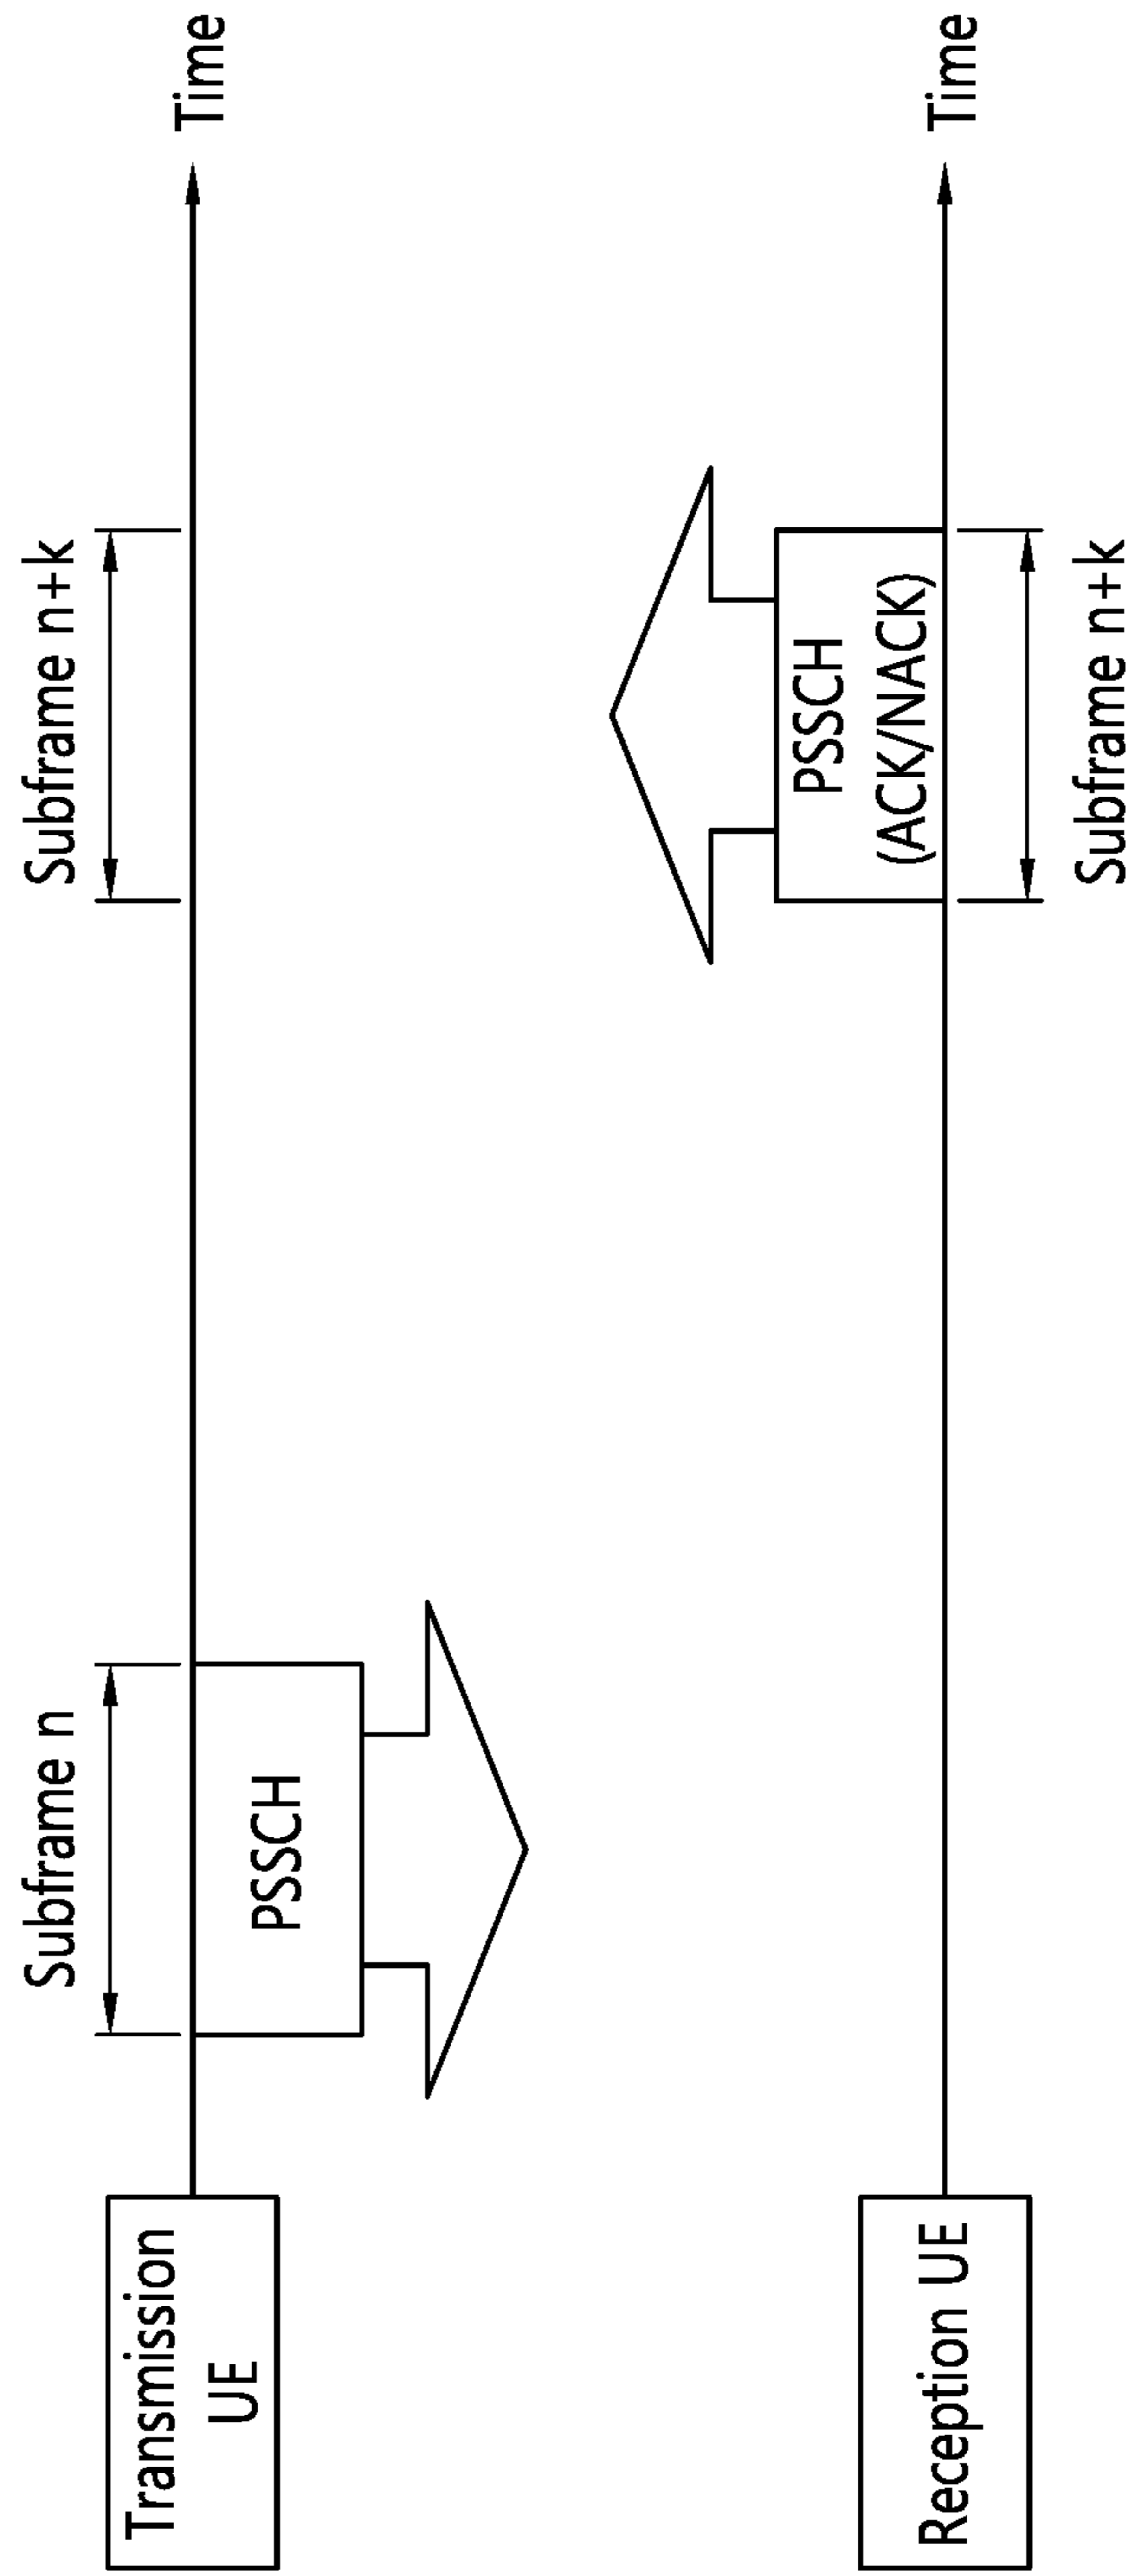 Subframe n
Subframe n+k
Transmission
UE
Time
PSSCH
PSSCH
(ACK/NACK)
Reception UE
Time
Subframe n+k